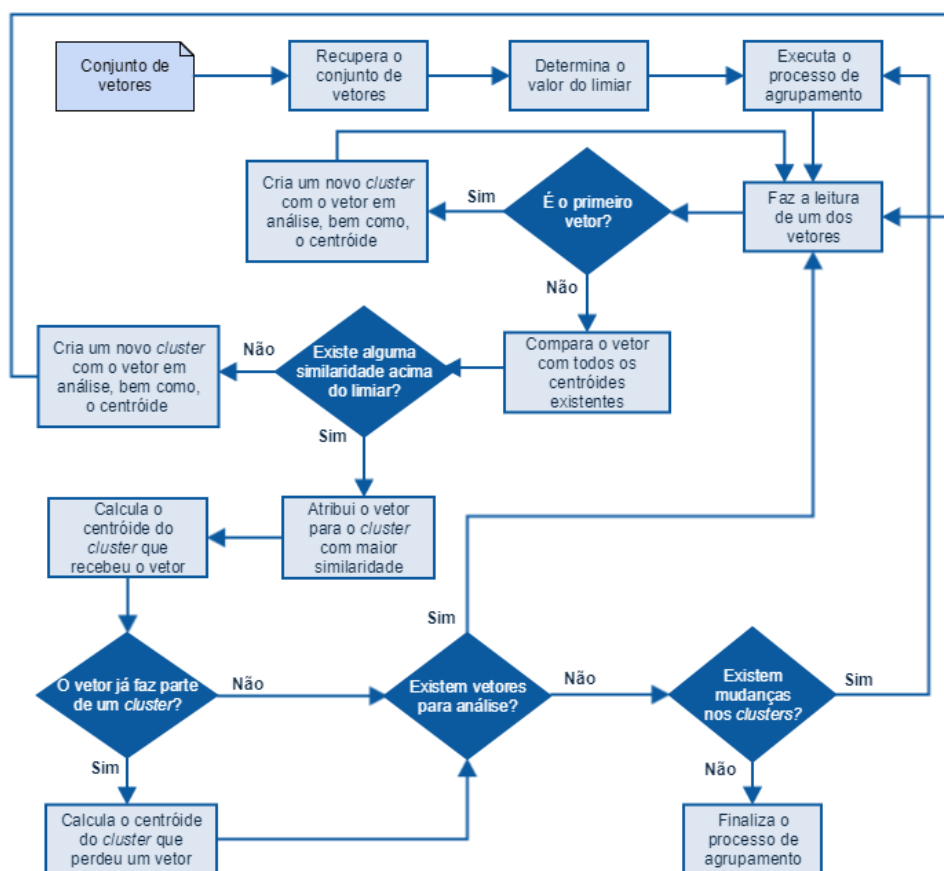 Conjunto de
vetores
Recupera o
conjunto de
vetores
Determina o
valor do limiar
Executa o
processo de
agrupamento
Cria um novo cluster
com o vetor em
análise, bem como,
o centróide
Sim
É o primeiro
vetor?
Faz a leitura
de um dos
vetores
Não
Cria um novo cluster
com o vetor em
análise, bem como,
o centróide
Não
Existe alguma
similaridade acima
do limiar?
Compara o vetor
com todos os
centróides
existentes
Sim
Calcula o
centróide do
cluster que
recebeu o vetor
Atribui o vetor
para o cluster
com maior
similaridade
Sim
O vetor já faz parte
de um cluster?
Não
Existem vetores
para análise?
Não
Existem
mudanças
nos clusters?
Sim
Sim
Não
Calcula o centróide
do cluster que
perdeu um vetor
Finaliza o
processo de
agrupamento